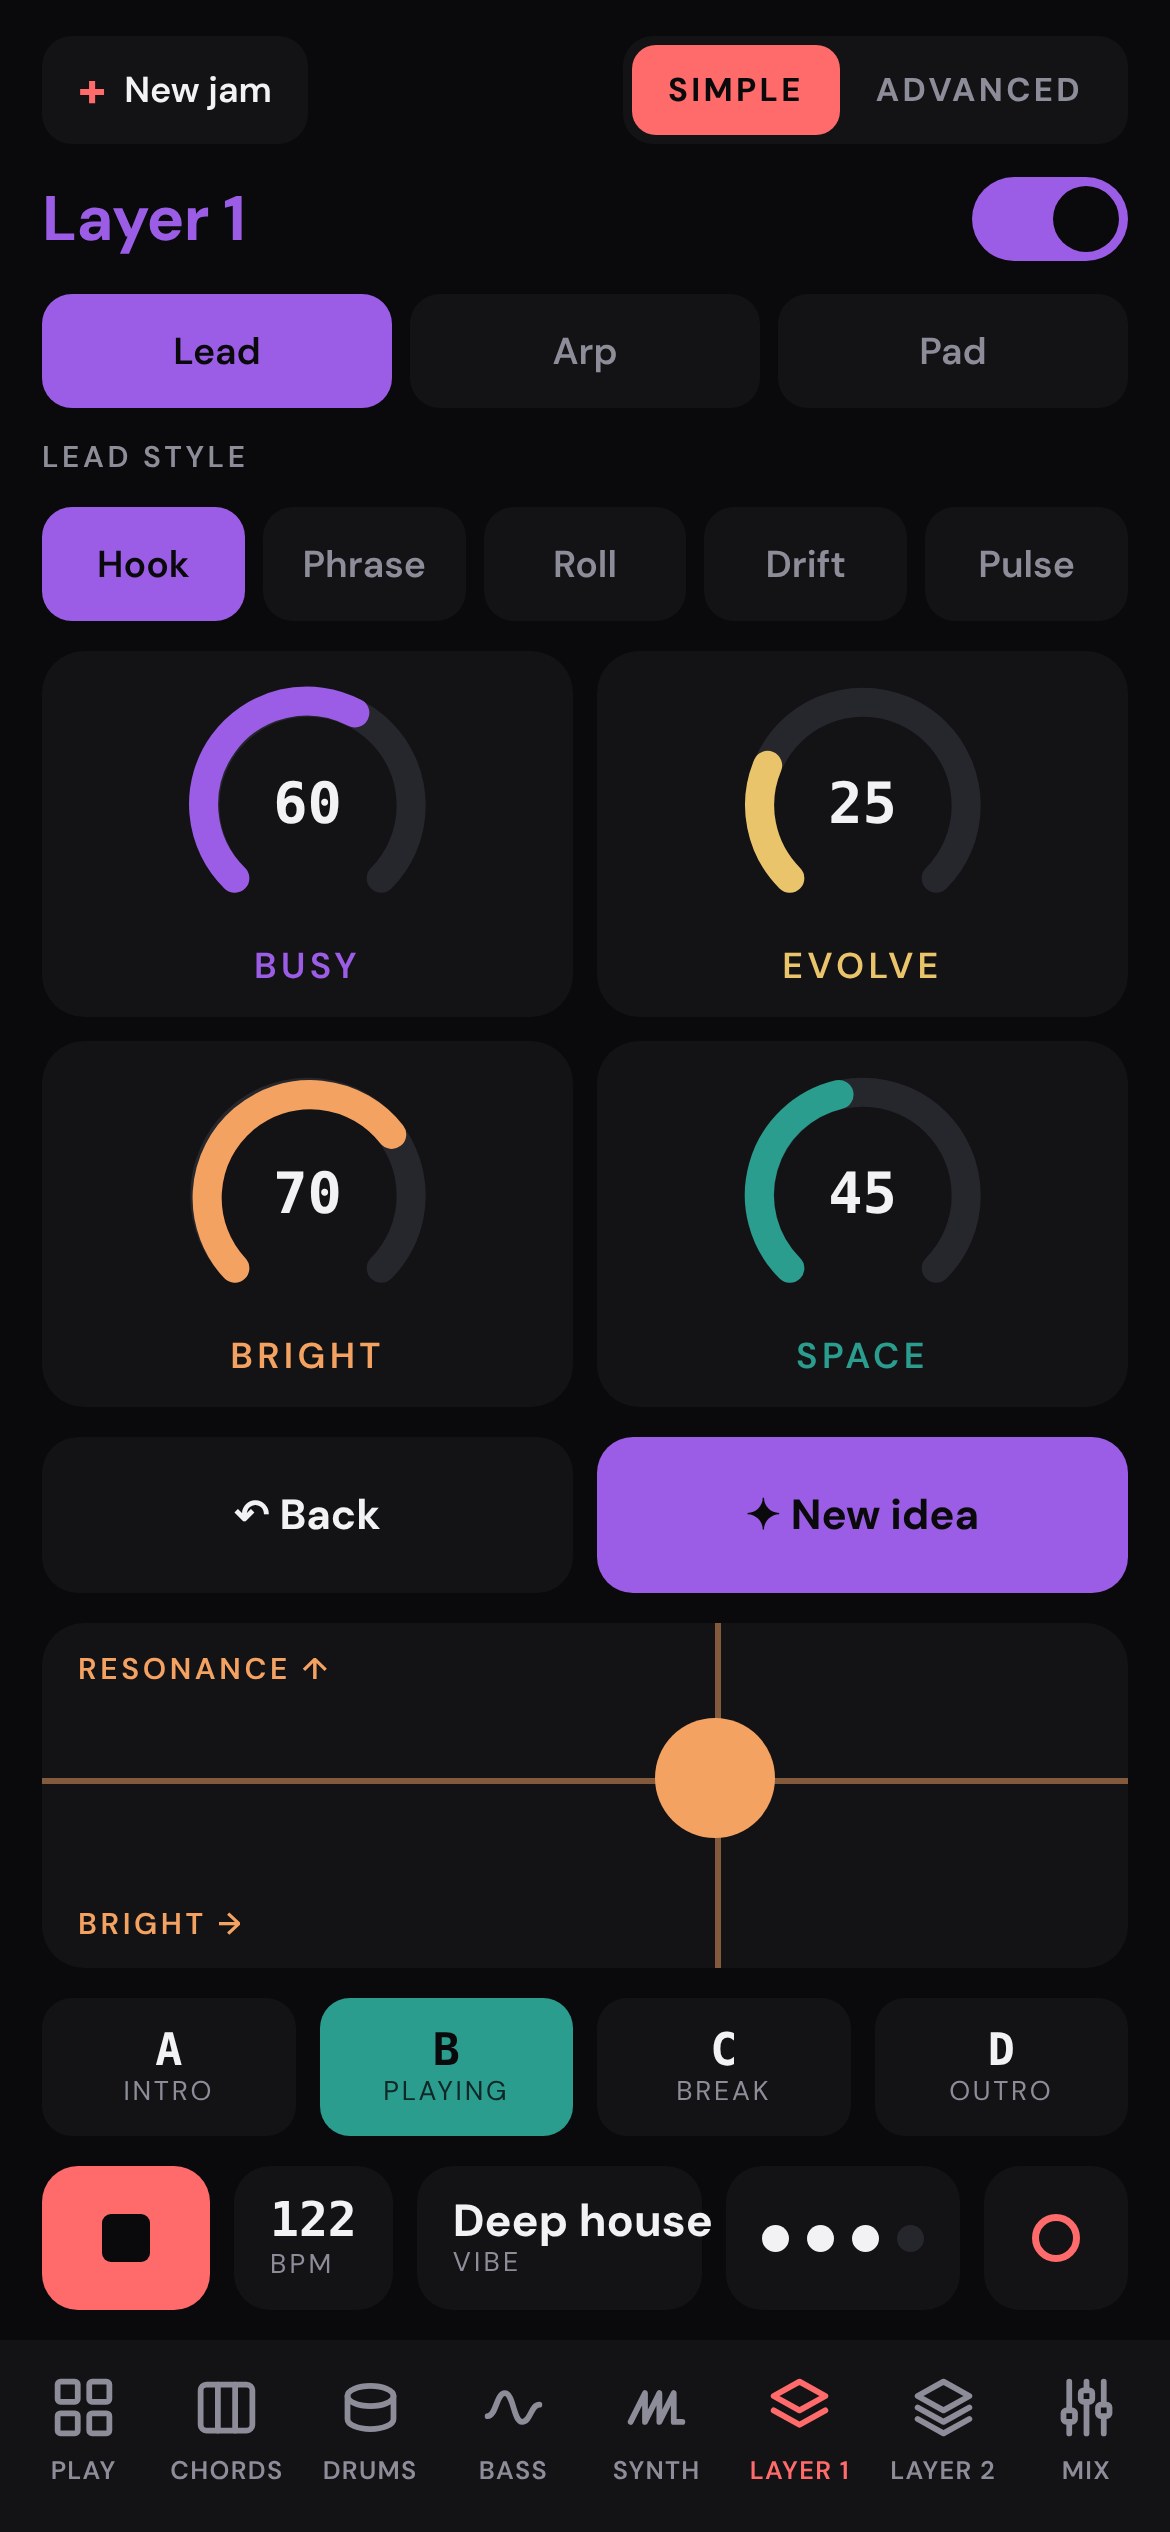 + New jam
SIMPLE ADVANCED
Layer 1
Lead Arp Pad
LEAD STYLE
Hook Phrase Roll Drift Pulse
60 25
BUSY EVOLVE
70 45
BRIGHT SPACE
↶ Back ✦ New idea
RESONANCE ↑
BRIGHT →
A B C D
INTRO PLAYING BREAK OUTRO
122 Deep house
BPM VIBE
PLAY CHORDS DRUMS BASS SYNTH LAYER 1 LAYER 2 MIX